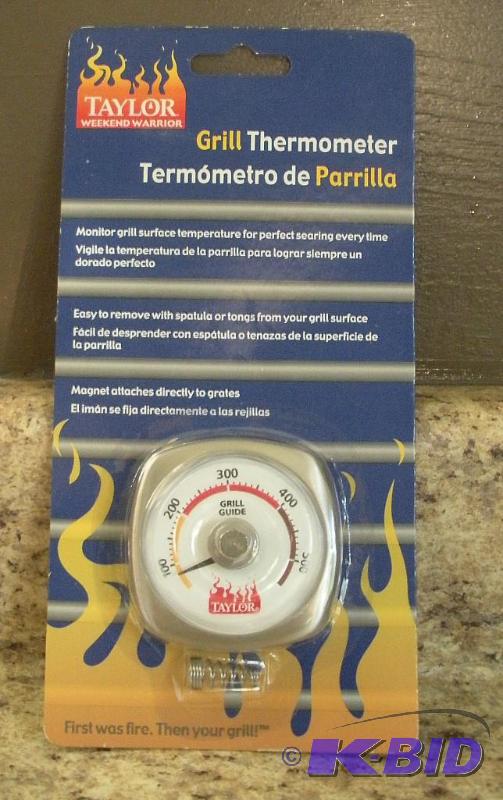 TAYLOR
WEEKEND WARRIOR
Grill Thermometer
Termómetro de Parrilla
Monitor grill surface temperature for perfect searing every time
Vigile la temperatura de la parrilla para lograr siempre un
dorado perfecto
Easy to remove with spatula or tongs from your grill surface
Fácil de desprender con espátula o tenazas de la superficie de
la parrilla
Magnet attaches directly to grates
El imán se fija directamente a las rejillas
100
200
300
400
500
GRILL
GUIDE
TAYLOR
First was fire. Then your grill!™
© K-BID